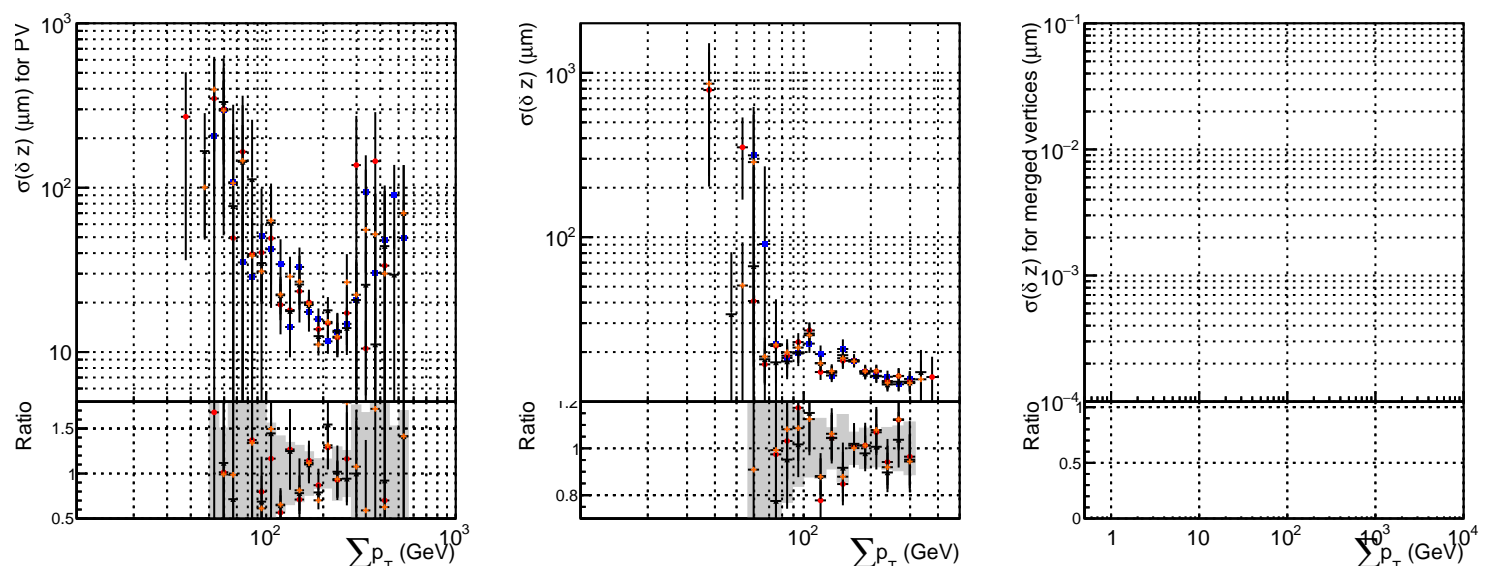 σ(δ z) (μm) for PV
10³
10²
10
Ratio
1.5
1
0.5
10²
10³
∑p_T (GeV)
σ(δ z) (μm)
10³
10²
Ratio
1.2
1
0.8
10²
∑p_T (GeV)
σ(δ z) for merged vertices (μm)
10⁻¹
10⁻²
10⁻³
10⁻⁴
Ratio
1
0.5
0
1
10
10²
10³
10⁴
∑p_T (GeV)